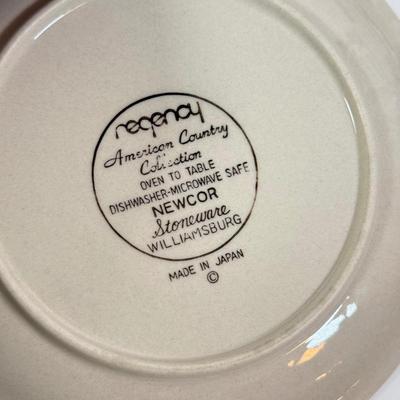 regency
American Country
Collection
OVEN TO TABLE
DISHWASHER-MICROWAVE SAFE
NEWCOR
Stoneware
WILLIAMSBURG
MADE IN JAPAN
©